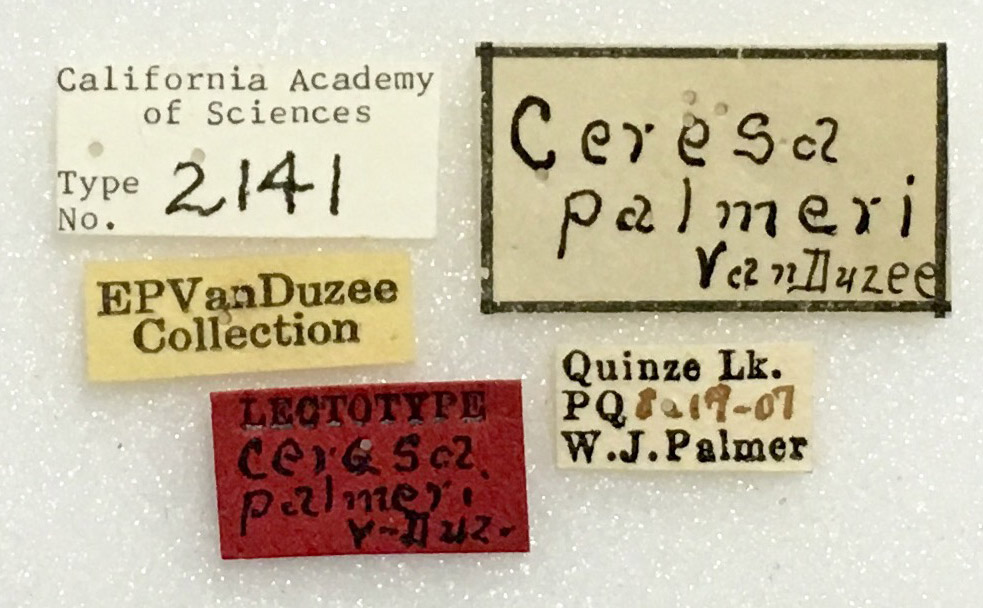 California Academy
of Sciences
Type
No. 2141
Ceresa
palmeri
VanDuzee
EPVanDuzee
Collection
LECTOTYPE
Ceresa
palmeri
V-Duz.
Quinze Lk.
PQ 8-19-07
W.J.Palmer